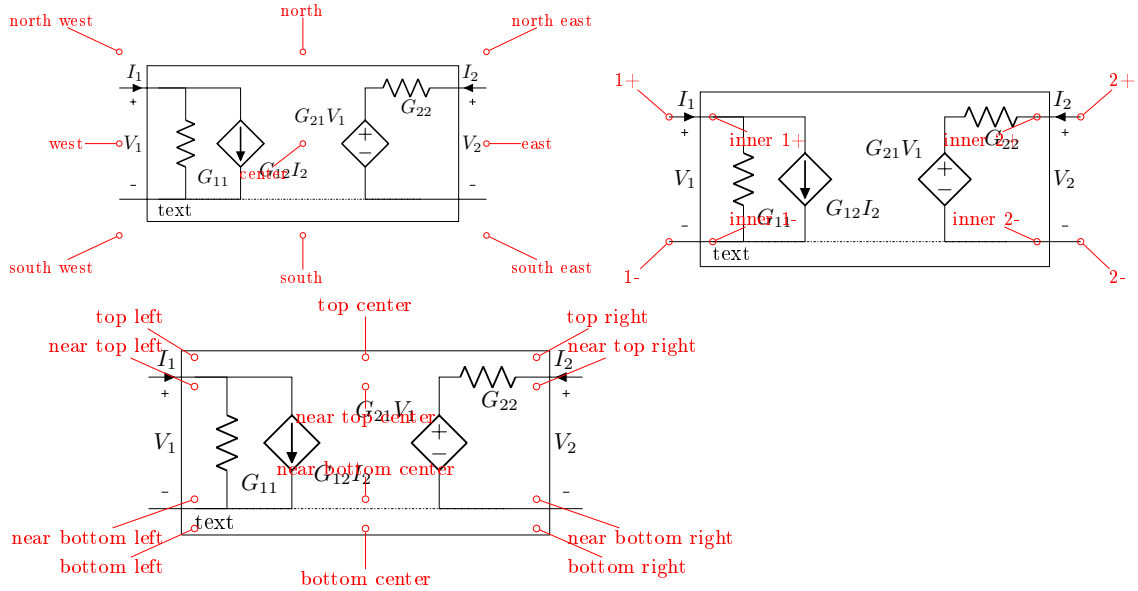 north west
north
north east
I₁
I₂
+
+
G₂₂
G₂₁V₁
west
V₁
+
−
V₂
east
center
G₁₂I₂
G₁₁
−
−
text
south west
south
south east
1+
2+
I₁
I₂
+
+
inner 1+
inner 2+
G₂₂
G₂₁V₁
V₁
+
−
V₂
G₁₂I₂
G₁₁
inner 1-
inner 2-
−
−
text
1-
2-
top left
top center
top right
near top left
near top right
I₁
I₂
+
+
G₂₂
G₂₁V₁
near top center
V₁
+
−
V₂
near bottom center
G₁₂I₂
G₁₁
−
−
text
near bottom left
near bottom right
bottom left
bottom center
bottom right